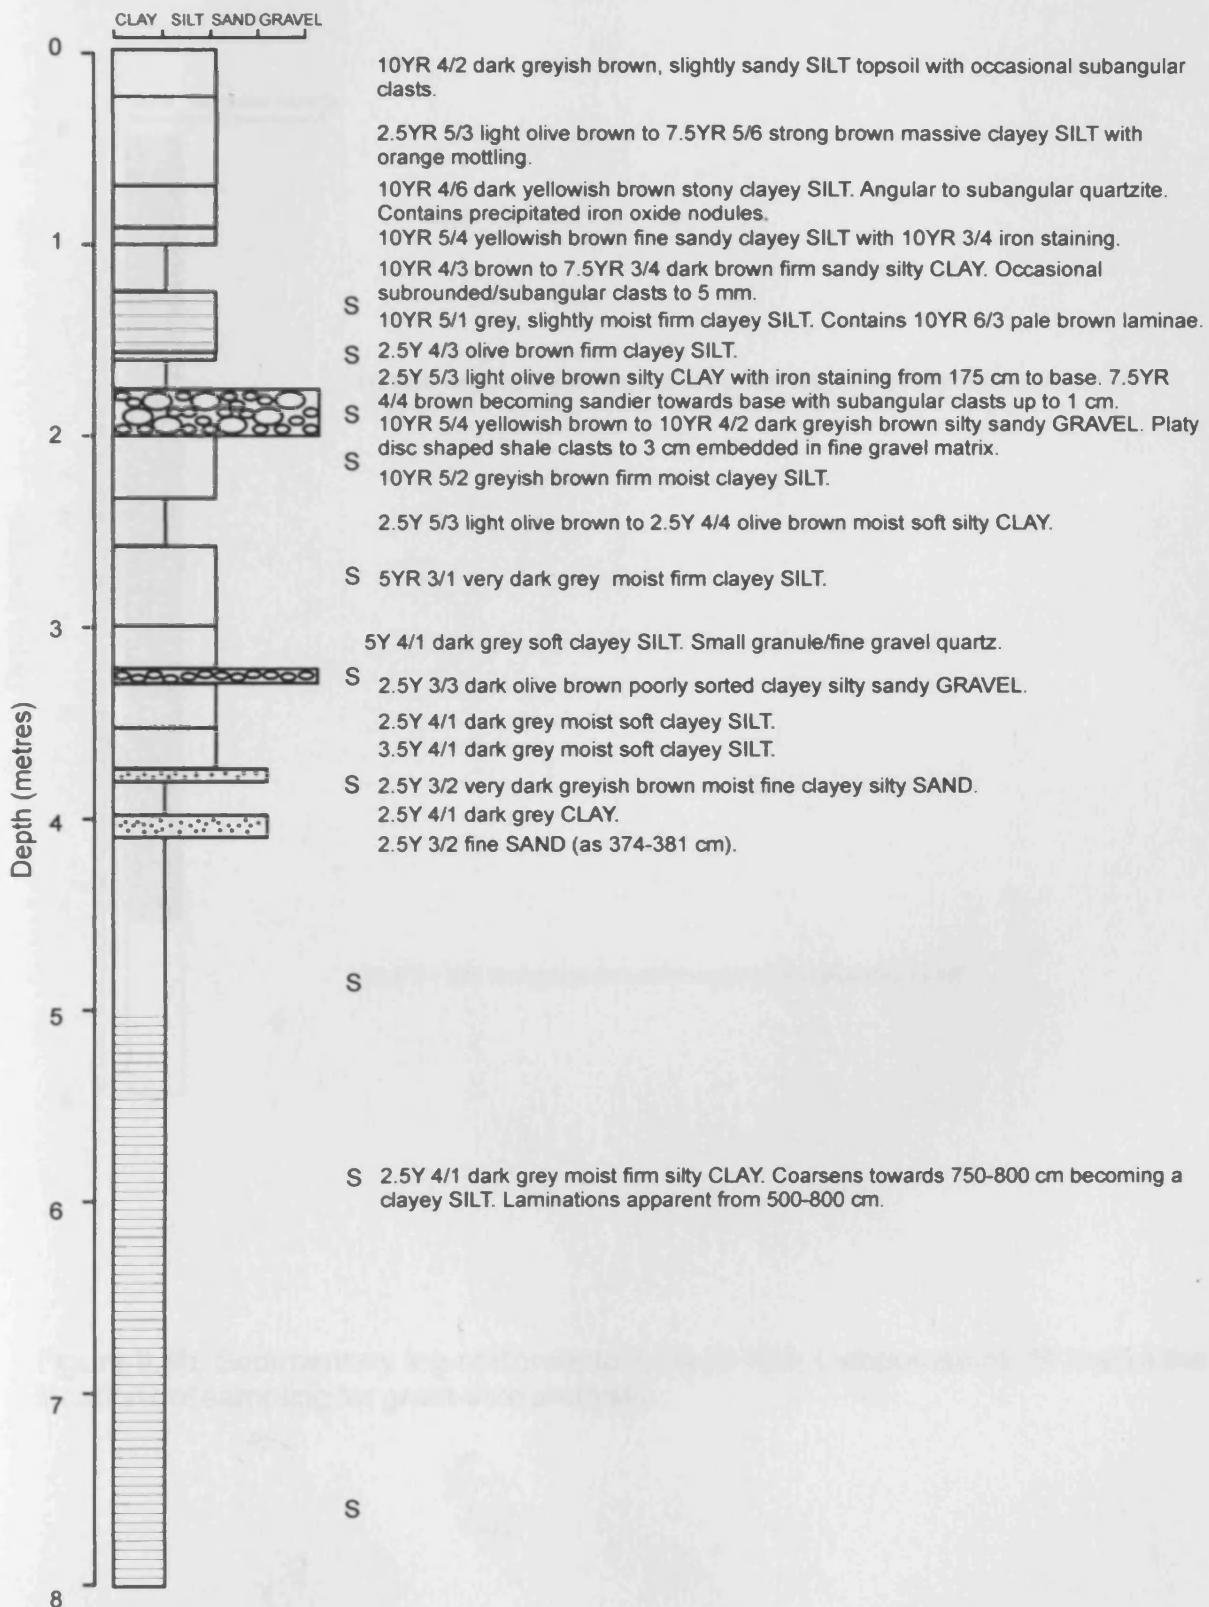 CLAY SILT SAND GRAVEL
0
10YR 4/2 dark greyish brown, slightly sandy SILT topsoil with occasional subangular
clasts.
2.5YR 5/3 light olive brown to 7.5YR 5/6 strong brown massive clayey SILT with
orange mottling.
10YR 4/6 dark yellowish brown stony clayey SILT. Angular to subangular quartzite.
Contains precipitated iron oxide nodules.
1
10YR 5/4 yellowish brown fine sandy clayey SILT with 10YR 3/4 iron staining.
10YR 4/3 brown to 7.5YR 3/4 dark brown firm sandy silty CLAY. Occasional
subrounded/subangular clasts to 5 mm.
S
10YR 5/1 grey, slightly moist firm clayey SILT. Contains 10YR 6/3 pale brown laminae.
S 2.5Y 4/3 olive brown firm clayey SILT.
2.5Y 5/3 light olive brown silty CLAY with iron staining from 175 cm to base. 7.5YR
4/4 brown becoming sandier towards base with subangular clasts up to 1 cm.
S
10YR 5/4 yellowish brown to 10YR 4/2 dark greyish brown silty sandy GRAVEL. Platy
2
disc shaped shale clasts to 3 cm embedded in fine gravel matrix.
S
10YR 5/2 greyish brown firm moist clayey SILT.
2.5Y 5/3 light olive brown to 2.5Y 4/4 olive brown moist soft silty CLAY.
S 5YR 3/1 very dark grey moist firm clayey SILT.
3
5Y 4/1 dark grey soft clayey SILT. Small granule/fine gravel quartz.
S 2.5Y 3/3 dark olive brown poorly sorted clayey silty sandy GRAVEL.
2.5Y 4/1 dark grey moist soft clayey SILT.
3.5Y 4/1 dark grey moist soft clayey SILT.
S 2.5Y 3/2 very dark greyish brown moist fine clayey silty SAND.
Depth (metres)
4
2.5Y 4/1 dark grey CLAY.
2.5Y 3/2 fine SAND (as 374-381 cm).
S
5
S 2.5Y 4/1 dark grey moist firm silty CLAY. Coarsens towards 750-800 cm becoming a
clayey SILT. Laminations apparent from 500-800 cm.
6
7
S
8